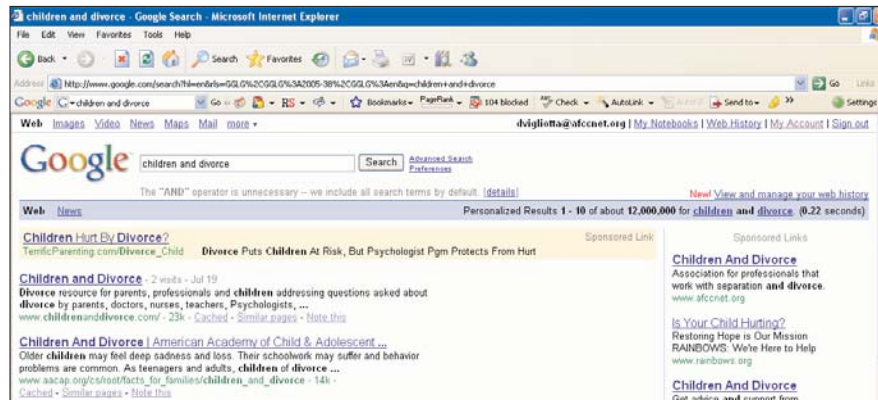 children and divorce - Google Search - Microsoft Internet Explorer
File Edit View Favorites Tools Help
Back Search Favorites
Address http://www.google.com/search?hl=en&rls=GGLG%2CGGLG%3A2005-38%2CGGLG%3Aen&q=children+and+divorce Go Links
Google children and divorce Go RS Bookmarks PageRank 104 blocked Check AutoLink Send to Settings
Web Images Video News Maps Mail more dvigliotta@afccnet.org | My Notebooks | Web History | My Account | Sign out
Google children and divorce Search Advanced Search
Preferences
The "AND" operator is unnecessary -- we include all search terms by default. [details] New! View and manage your web history
Web News Personalized Results 1 - 10 of about 12,000,000 for children and divorce. (0.22 seconds)
Children Hurt By Divorce? Sponsored Link
TerrificParenting.com/Divorce_Child Divorce Puts Children At Risk, But Psychologist Pgm Protects From Hurt
Children and Divorce - 2 visits - Jul 19
Divorce resource for parents, professionals and children addressing questions asked about
divorce by parents, doctors, nurses, teachers, Psychologists, ...
www.childrenanddivorce.com/ - 23k - Cached - Similar pages - Note this
Children And Divorce | American Academy of Child & Adolescent ...
Older children may feel deep sadness and loss. Their schoolwork may suffer and behavior
problems are common. As teenagers and adults, children of divorce ...
www.aacap.org/cs/root/facts_for_families/children_and_divorce - 14k -
Cached - Similar pages - Note this
Sponsored Links
Children And Divorce
Association for professionals that
work with separation and divorce.
www.afccnet.org
Is Your Child Hurting?
Restoring Hope is Our Mission
RAINBOWS: We're Here to Help
www.rainbows.org
Children And Divorce
Get advice and support from